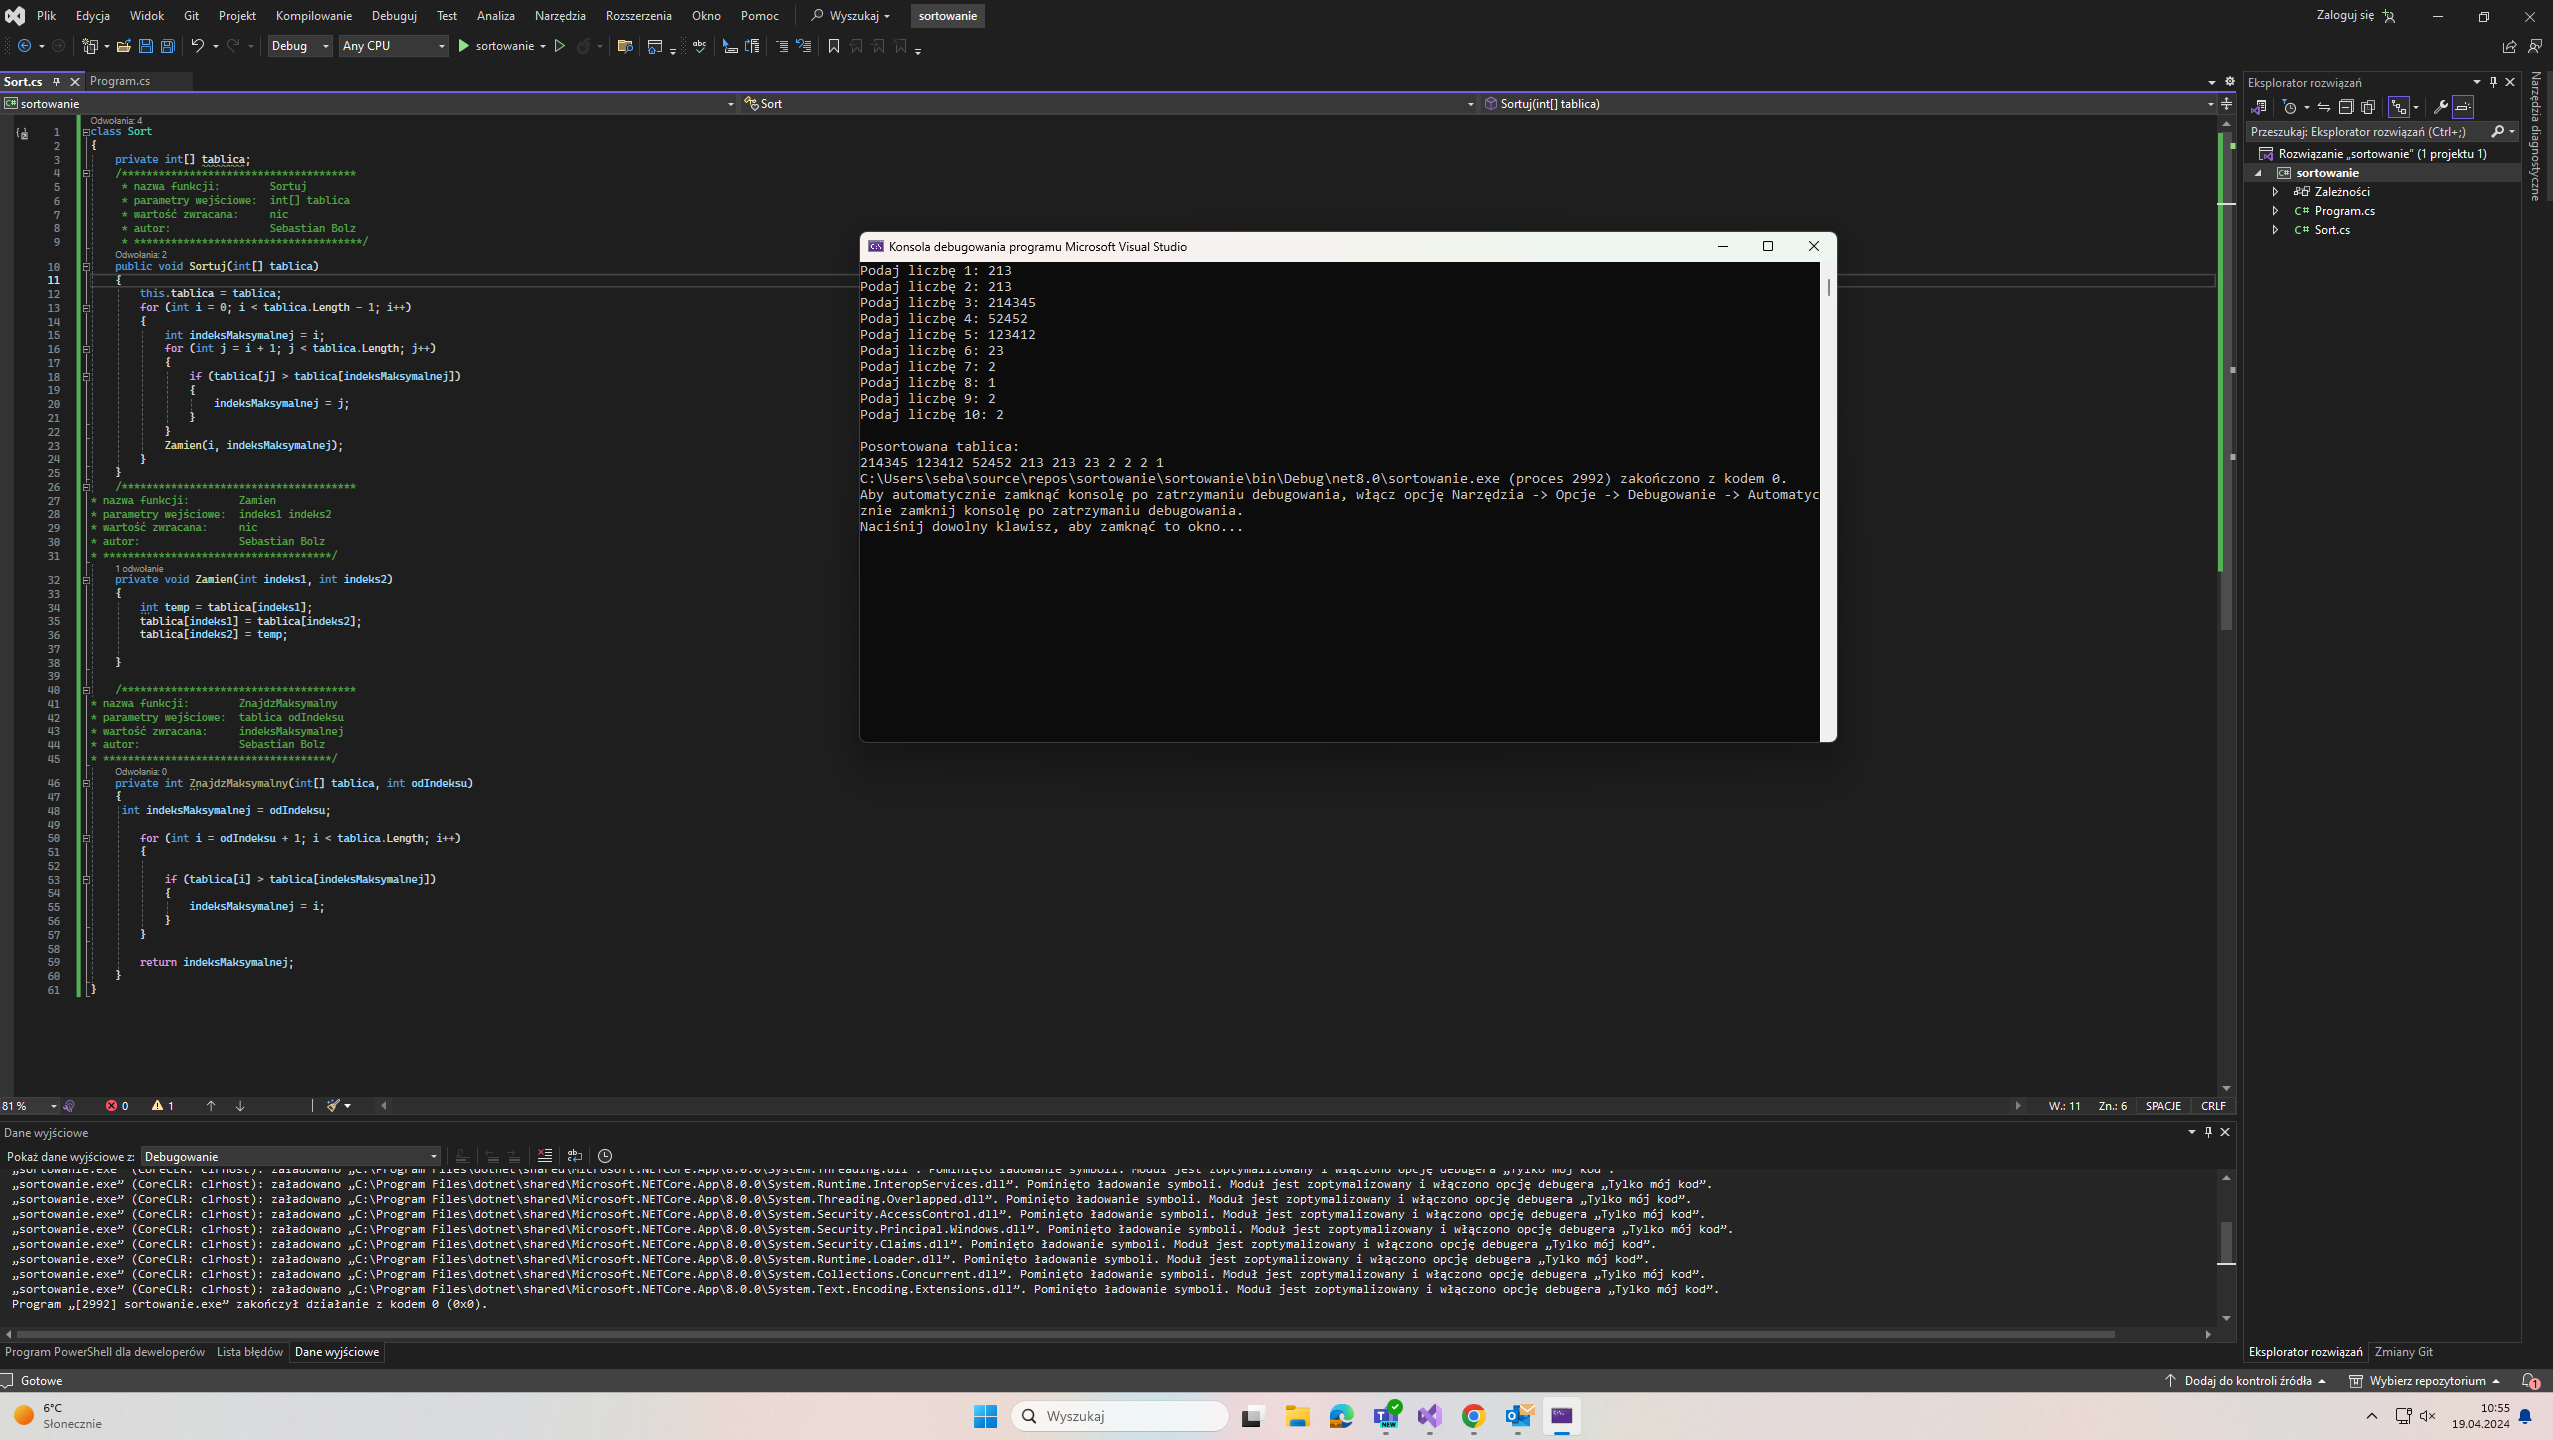 Plik Edycja Widok Git Projekt Kompilowanie Debuguj Test Analiza Narzędzia Rozszerzenia Okno Pomoc Wyszukaj sortowanie Zaloguj się
Debug Any CPU sortowanie
Sort.cs Program.cs
sortowanie Sort Sortuj(int[] tablica)
Odwołania: 4
1 class Sort
2 {
3 private int[] tablica;
4 /**************************************
5 * nazwa funkcji: Sortuj
6 * parametry wejściowe: int[] tablica
7 * wartość zwracana: nic
8 * autor: Sebastian Bolz
9 * *************************************/
Odwołania: 2
10 public void Sortuj(int[] tablica)
11 {
12 this.tablica = tablica;
13 for (int i = 0; i < tablica.Length - 1; i++)
14 {
15 int indeksMaksymalnej = i;
16 for (int j = i + 1; j < tablica.Length; j++)
17 {
18 if (tablica[j] > tablica[indeksMaksymalnej])
19 {
20 indeksMaksymalnej = j;
21 }
22 }
23 Zamien(i, indeksMaksymalnej);
24 }
25 }
26 /**************************************
27 * nazwa funkcji: Zamien
28 * parametry wejściowe: indeks1 indeks2
29 * wartość zwracana: nic
30 * autor: Sebastian Bolz
31 * *************************************/
1 odwołanie
32 private void Zamien(int indeks1, int indeks2)
33 {
34 int temp = tablica[indeks1];
35 tablica[indeks1] = tablica[indeks2];
36 tablica[indeks2] = temp;
37
38 }
39
40 /**************************************
41 * nazwa funkcji: ZnajdzMaksymalny
42 * parametry wejściowe: tablica odIndeksu
43 * wartość zwracana: indeksMaksymalnej
44 * autor: Sebastian Bolz
45 * *************************************/
Odwołania: 0
46 private int ZnajdzMaksymalny(int[] tablica, int odIndeksu)
47 {
48 int indeksMaksymalnej = odIndeksu;
49
50 for (int i = odIndeksu + 1; i < tablica.Length; i++)
51 {
52
53 if (tablica[i] > tablica[indeksMaksymalnej])
54 {
55 indeksMaksymalnej = i;
56 }
57 }
58
59 return indeksMaksymalnej;
60 }
61 }
Konsola debugowania programu Microsoft Visual Studio
Podaj liczbę 1: 213
Podaj liczbę 2: 213
Podaj liczbę 3: 214345
Podaj liczbę 4: 52452
Podaj liczbę 5: 123412
Podaj liczbę 6: 23
Podaj liczbę 7: 2
Podaj liczbę 8: 1
Podaj liczbę 9: 2
Podaj liczbę 10: 2
Posortowana tablica:
214345 123412 52452 213 213 23 2 2 2 1
C:\Users\seba\source\repos\sortowanie\sortowanie\bin\Debug\net8.0\sortowanie.exe (proces 2992) zakończono z kodem 0.
Aby automatycznie zamknąć konsolę po zatrzymaniu debugowania, włącz opcję Narzędzia -> Opcje -> Debugowanie -> Automatyc
znie zamknij konsolę po zatrzymaniu debugowania.
Naciśnij dowolny klawisz, aby zamknąć to okno...
Eksplorator rozwiązań
Przeszukaj: Eksplorator rozwiązań (Ctrl+;)
Rozwiązanie „sortowanie” (1 projektu 1)
sortowanie
Zależności
C# Program.cs
C# Sort.cs
Narzędzia diagnostyczne
81 % 0 1 W.: 11 Zn.: 6 SPACJE CRLF
Dane wyjściowe
Pokaż dane wyjściowe z: Debugowanie
„sortowanie.exe” (CoreCLR: clrhost): załadowano „C:\Program Files\dotnet\shared\Microsoft.NETCore.App\8.0.0\System.Threading.dll”. Pominięto ładowanie symboli. Moduł jest zoptymalizowany i włączono opcję debugera „Tylko mój kod”.
„sortowanie.exe” (CoreCLR: clrhost): załadowano „C:\Program Files\dotnet\shared\Microsoft.NETCore.App\8.0.0\System.Runtime.InteropServices.dll”. Pominięto ładowanie symboli. Moduł jest zoptymalizowany i włączono opcję debugera „Tylko mój kod”.
„sortowanie.exe” (CoreCLR: clrhost): załadowano „C:\Program Files\dotnet\shared\Microsoft.NETCore.App\8.0.0\System.Threading.Overlapped.dll”. Pominięto ładowanie symboli. Moduł jest zoptymalizowany i włączono opcję debugera „Tylko mój kod”.
„sortowanie.exe” (CoreCLR: clrhost): załadowano „C:\Program Files\dotnet\shared\Microsoft.NETCore.App\8.0.0\System.Security.AccessControl.dll”. Pominięto ładowanie symboli. Moduł jest zoptymalizowany i włączono opcję debugera „Tylko mój kod”.
„sortowanie.exe” (CoreCLR: clrhost): załadowano „C:\Program Files\dotnet\shared\Microsoft.NETCore.App\8.0.0\System.Security.Principal.Windows.dll”. Pominięto ładowanie symboli. Moduł jest zoptymalizowany i włączono opcję debugera „Tylko mój kod”.
„sortowanie.exe” (CoreCLR: clrhost): załadowano „C:\Program Files\dotnet\shared\Microsoft.NETCore.App\8.0.0\System.Security.Claims.dll”. Pominięto ładowanie symboli. Moduł jest zoptymalizowany i włączono opcję debugera „Tylko mój kod”.
„sortowanie.exe” (CoreCLR: clrhost): załadowano „C:\Program Files\dotnet\shared\Microsoft.NETCore.App\8.0.0\System.Runtime.Loader.dll”. Pominięto ładowanie symboli. Moduł jest zoptymalizowany i włączono opcję debugera „Tylko mój kod”.
„sortowanie.exe” (CoreCLR: clrhost): załadowano „C:\Program Files\dotnet\shared\Microsoft.NETCore.App\8.0.0\System.Collections.Concurrent.dll”. Pominięto ładowanie symboli. Moduł jest zoptymalizowany i włączono opcję debugera „Tylko mój kod”.
„sortowanie.exe” (CoreCLR: clrhost): załadowano „C:\Program Files\dotnet\shared\Microsoft.NETCore.App\8.0.0\System.Text.Encoding.Extensions.dll”. Pominięto ładowanie symboli. Moduł jest zoptymalizowany i włączono opcję debugera „Tylko mój kod”.
Program „[2992] sortowanie.exe” zakończył działanie z kodem 0 (0x0).
Program PowerShell dla deweloperów Lista błędów Dane wyjściowe Eksplorator rozwiązań Zmiany Git
Gotowe Dodaj do kontroli źródła Wybierz repozytorium 1
6°C
Słonecznie
Wyszukaj
NEW
10:55
19.04.2024